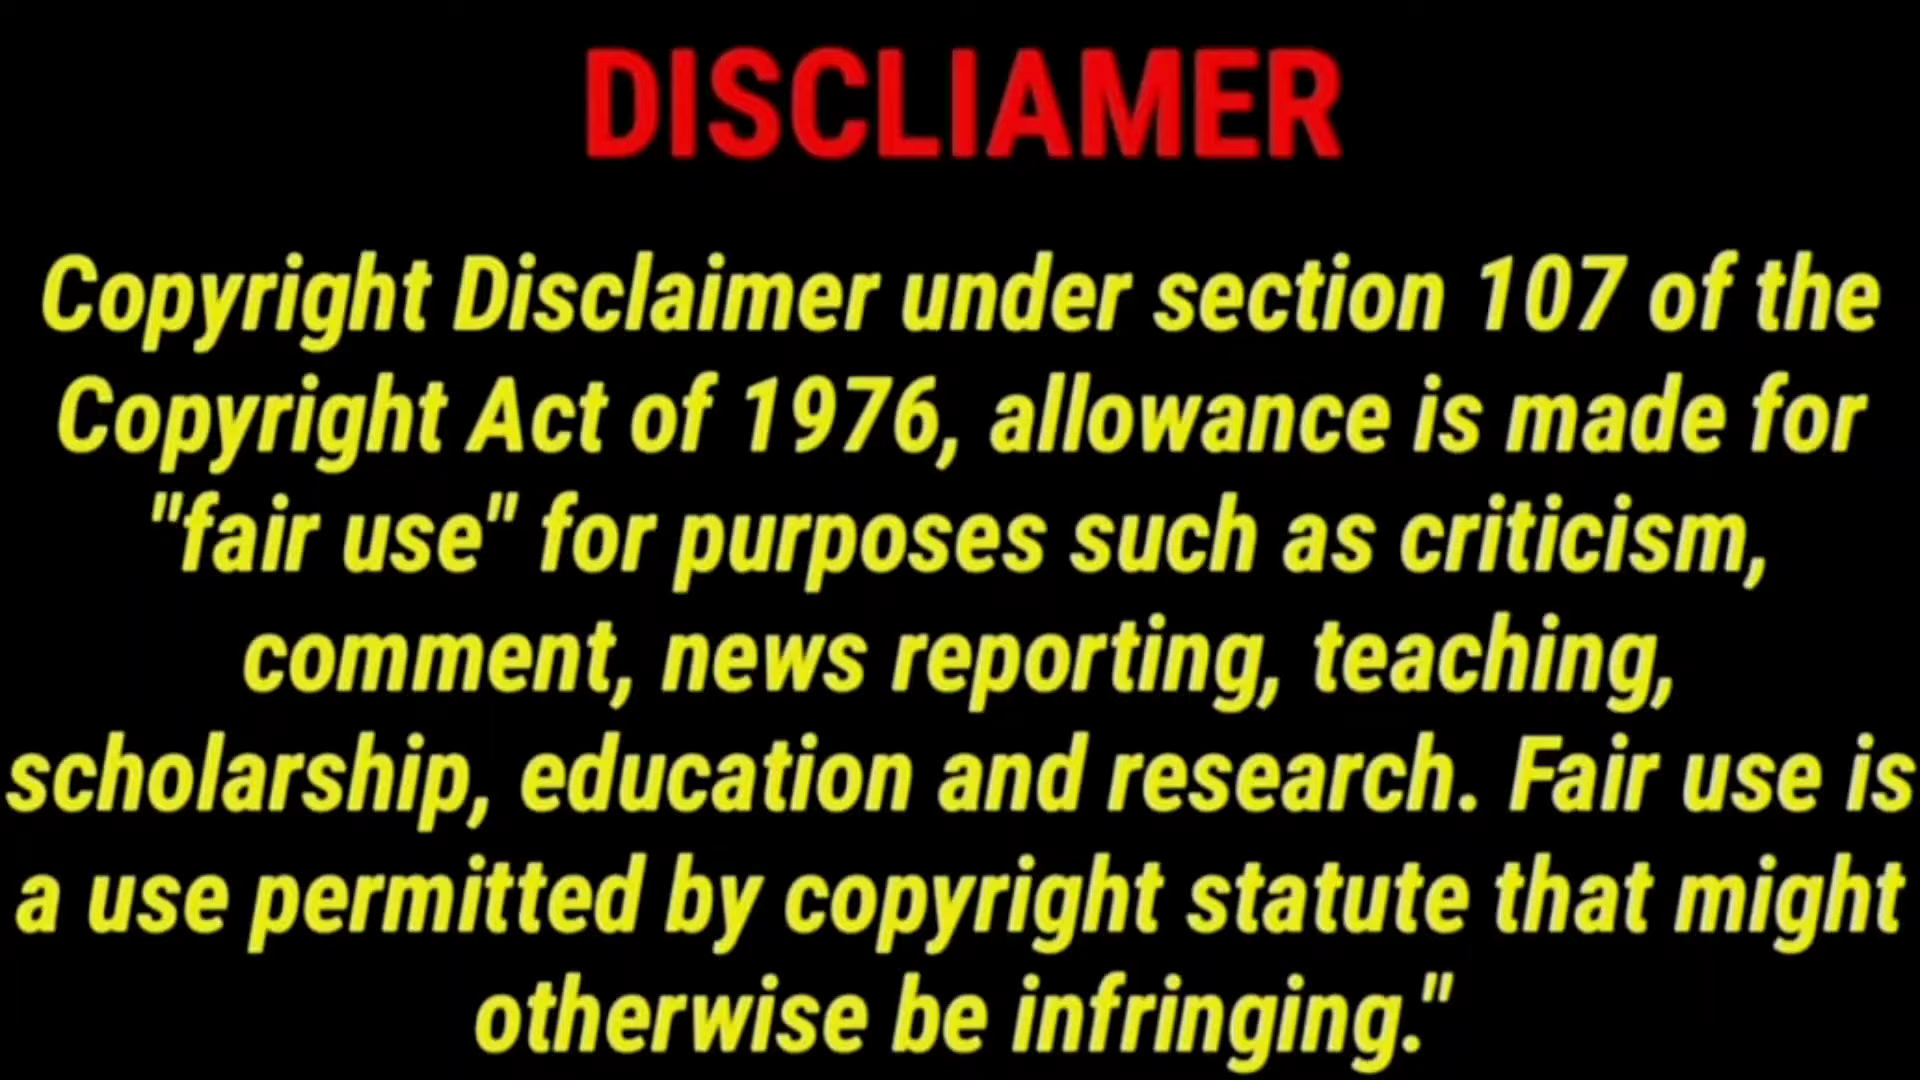 DISCLIAMER
Copyright Disclaimer under section 107 of the
Copyright Act of 1976, allowance is made for
"fair use" for purposes such as criticism,
comment, news reporting, teaching,
scholarship, education and research. Fair use is
a use permitted by copyright statute that might
otherwise be infringing."